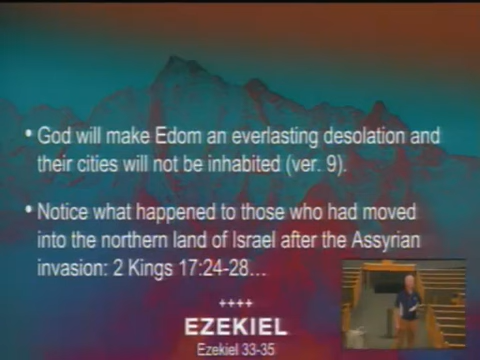 • God will make Edom an everlasting desolation and
their cities will not be inhabited (ver. 9).
• Notice what happened to those who had moved
into the northern land of Israel after the Assyrian
invasion: 2 Kings 17:24-28…
++++
EZEKIEL
Ezekiel 33-35